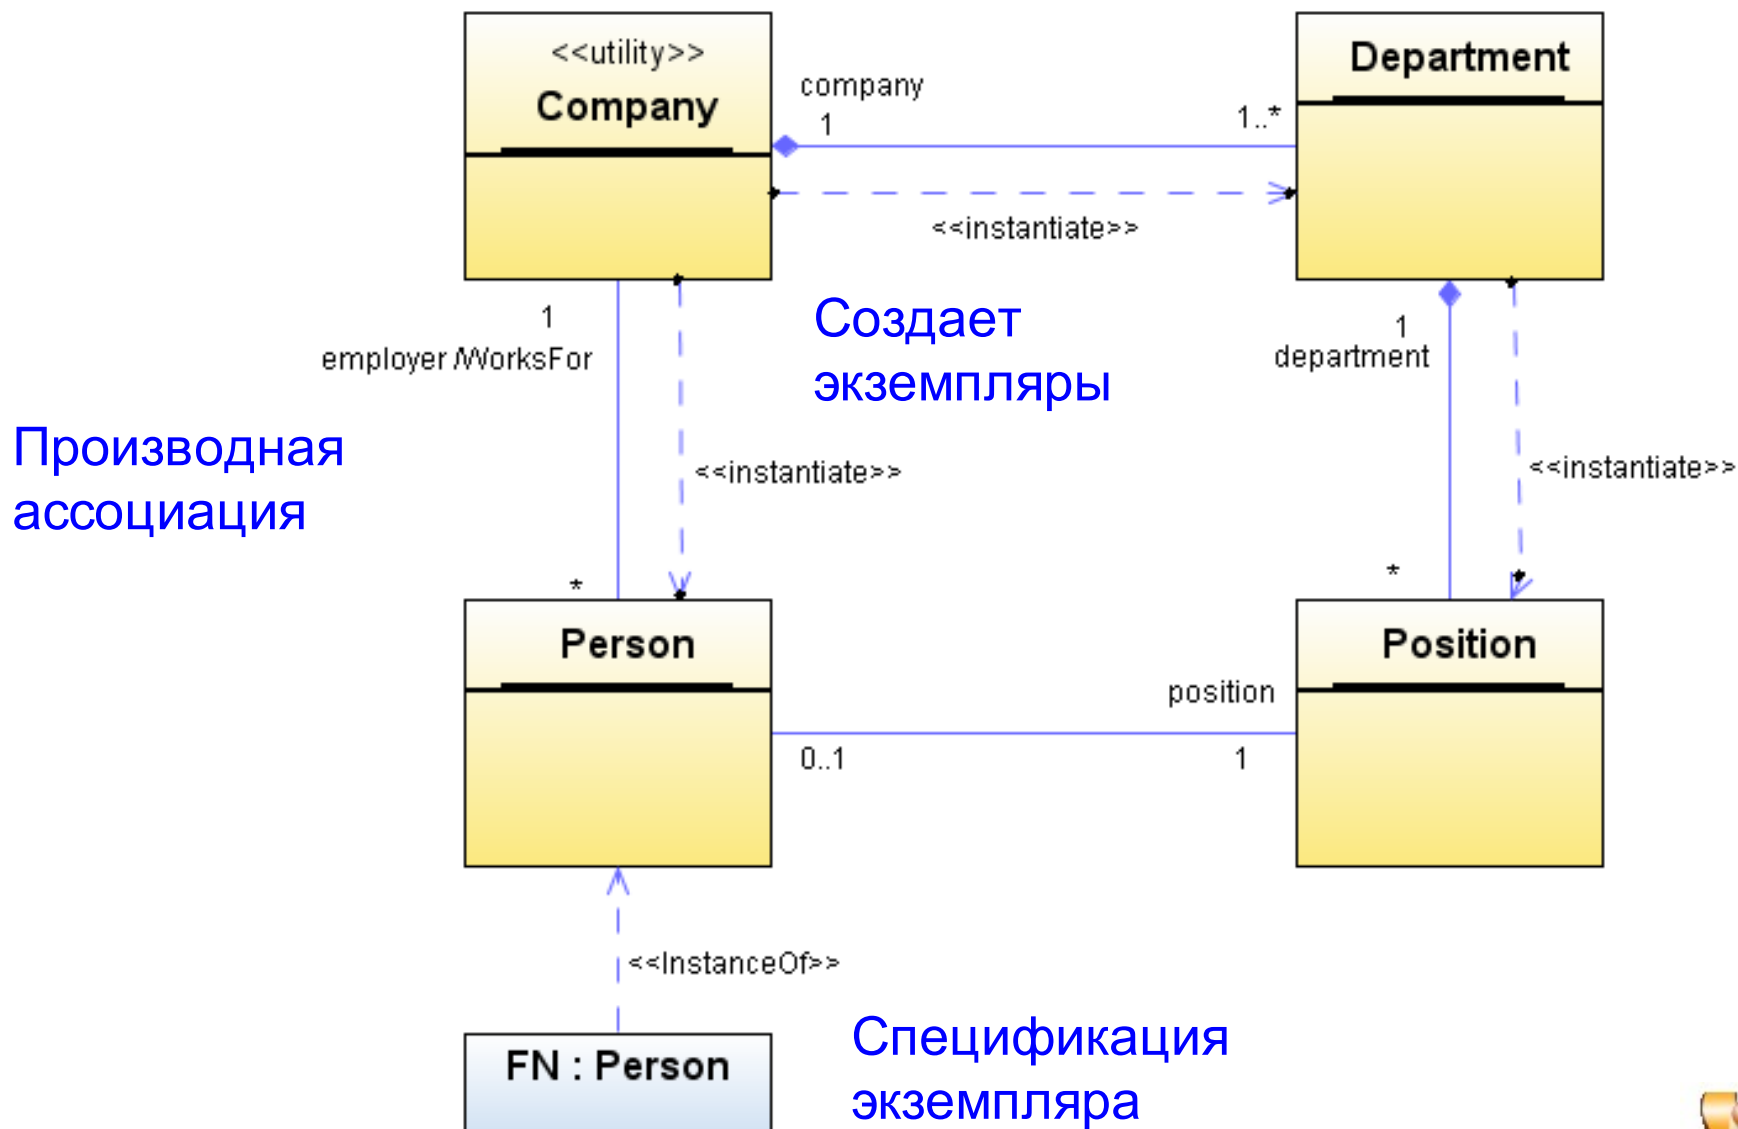 <<utility>>
Company
Department
company
1
1..*
<<instantiate>>
1
employer /WorksFor
Создает
экземпляры
1
department
Производная
ассоциация
<<instantiate>>
<<instantiate>>
*
*
Person
Position
position
0..1
1
<<InstanceOf>>
FN : Person
Спецификация
экземпляра